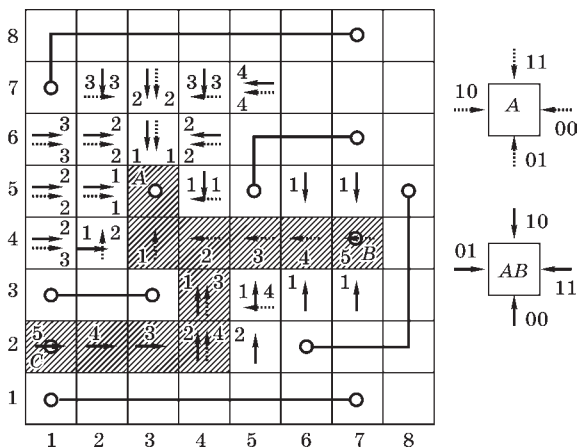 8
7 3 3 2 2 3 3 4 4
6 3 3 2 2 1 1 2 2
5 2 2 1 1 A 1 1 1 1
4 2 3 1 2 1 2 3 4 5 B
3 1 3 1 4 1 1
2 5 C 4 3 2 4 2
1
1 2 3 4 5 6 7 8
11
10 A 00
01
10
01 AB 11
00